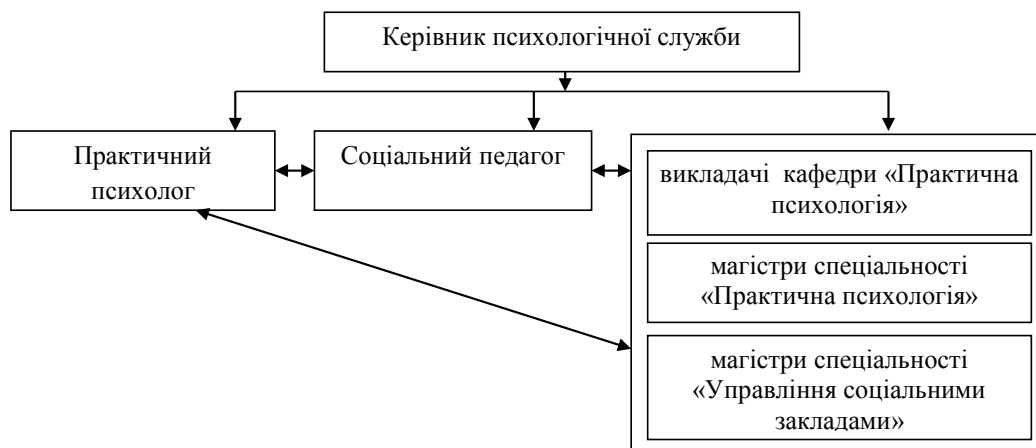 Керівник психологічної служби
Практичний
психолог
Соціальний педагог
викладачі кафедри «Практична
психологія»
магістри спеціальності
«Практична психологія»
магістри спеціальності
«Управління соціальними
закладами»